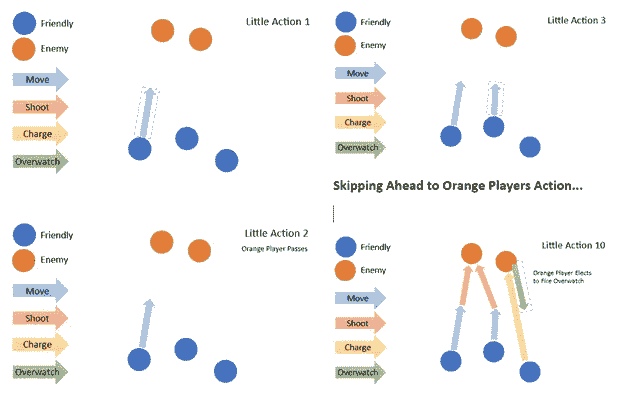 Little Action 1
Friendly
Enemy
Move
Shoot
Charge
Overwatch
Little Action 3
Friendly
Enemy
Move
Shoot
Charge
Overwatch
Skipping Ahead to Orange Players Action...
Little Action 2
Orange Player Passes
Friendly
Enemy
Move
Shoot
Charge
Overwatch
Little Action 10
Friendly
Enemy
Orange Player Elects
to Fire Overwatch
Move
Shoot
Charge
Overwatch